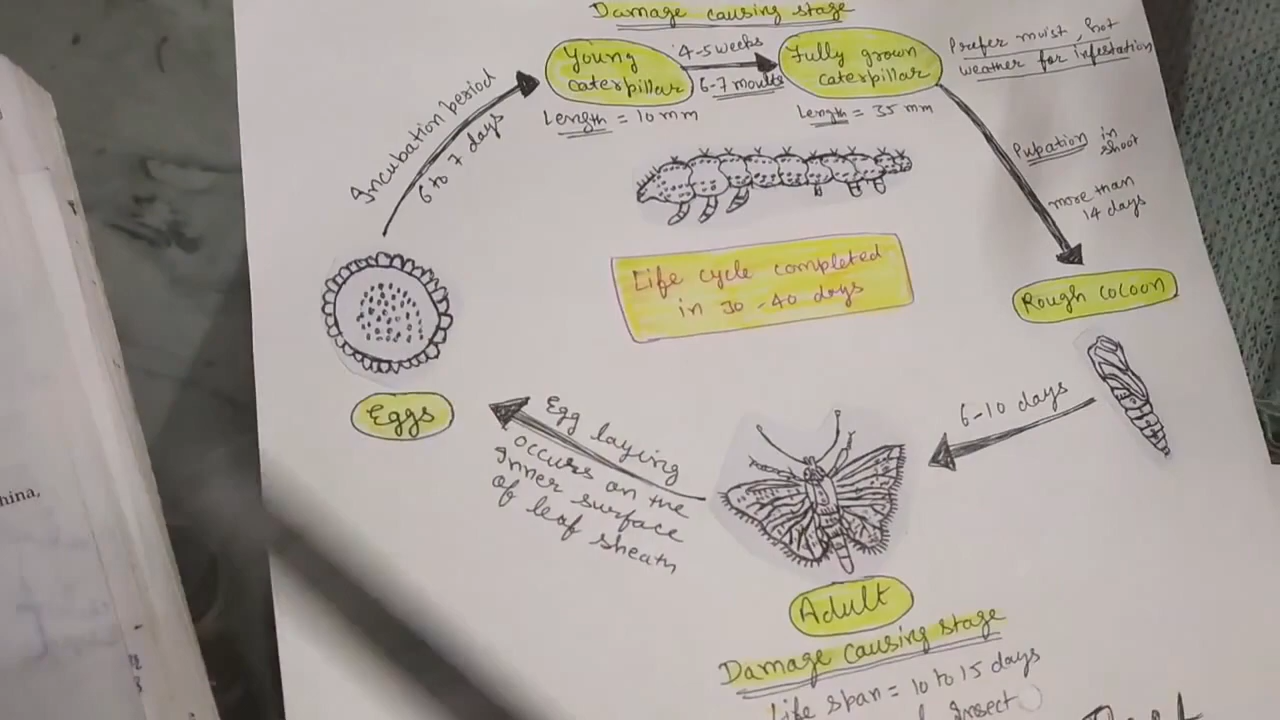 Damage causing stage
Young
caterpillar
4-5 weeks
6-7 moults
Fully grown
caterpillar
Prefer moist, hot
weather for infestation
Length = 10 mm
Length = 35 mm
Incubation period
6 to 7 days
Pupation in
shoot
more than
14 days
Life cycle completed
in 30-40 days
Rough cocoon
Eggs
Egg laying
occurs on the
inner surface
of leaf sheath
6-10 days
Adult
Damage causing stage
Life span = 10 to 15 days
insect
hina,